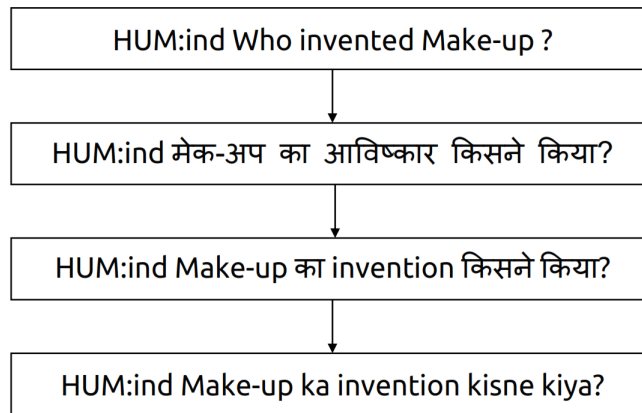 HUM:ind Who invented Make-up ?
HUM:ind मेक-अप का आविष्कार किसने किया?
HUM:ind Make-up का invention किसने किया?
HUM:ind Make-up ka invention kisne kiya?